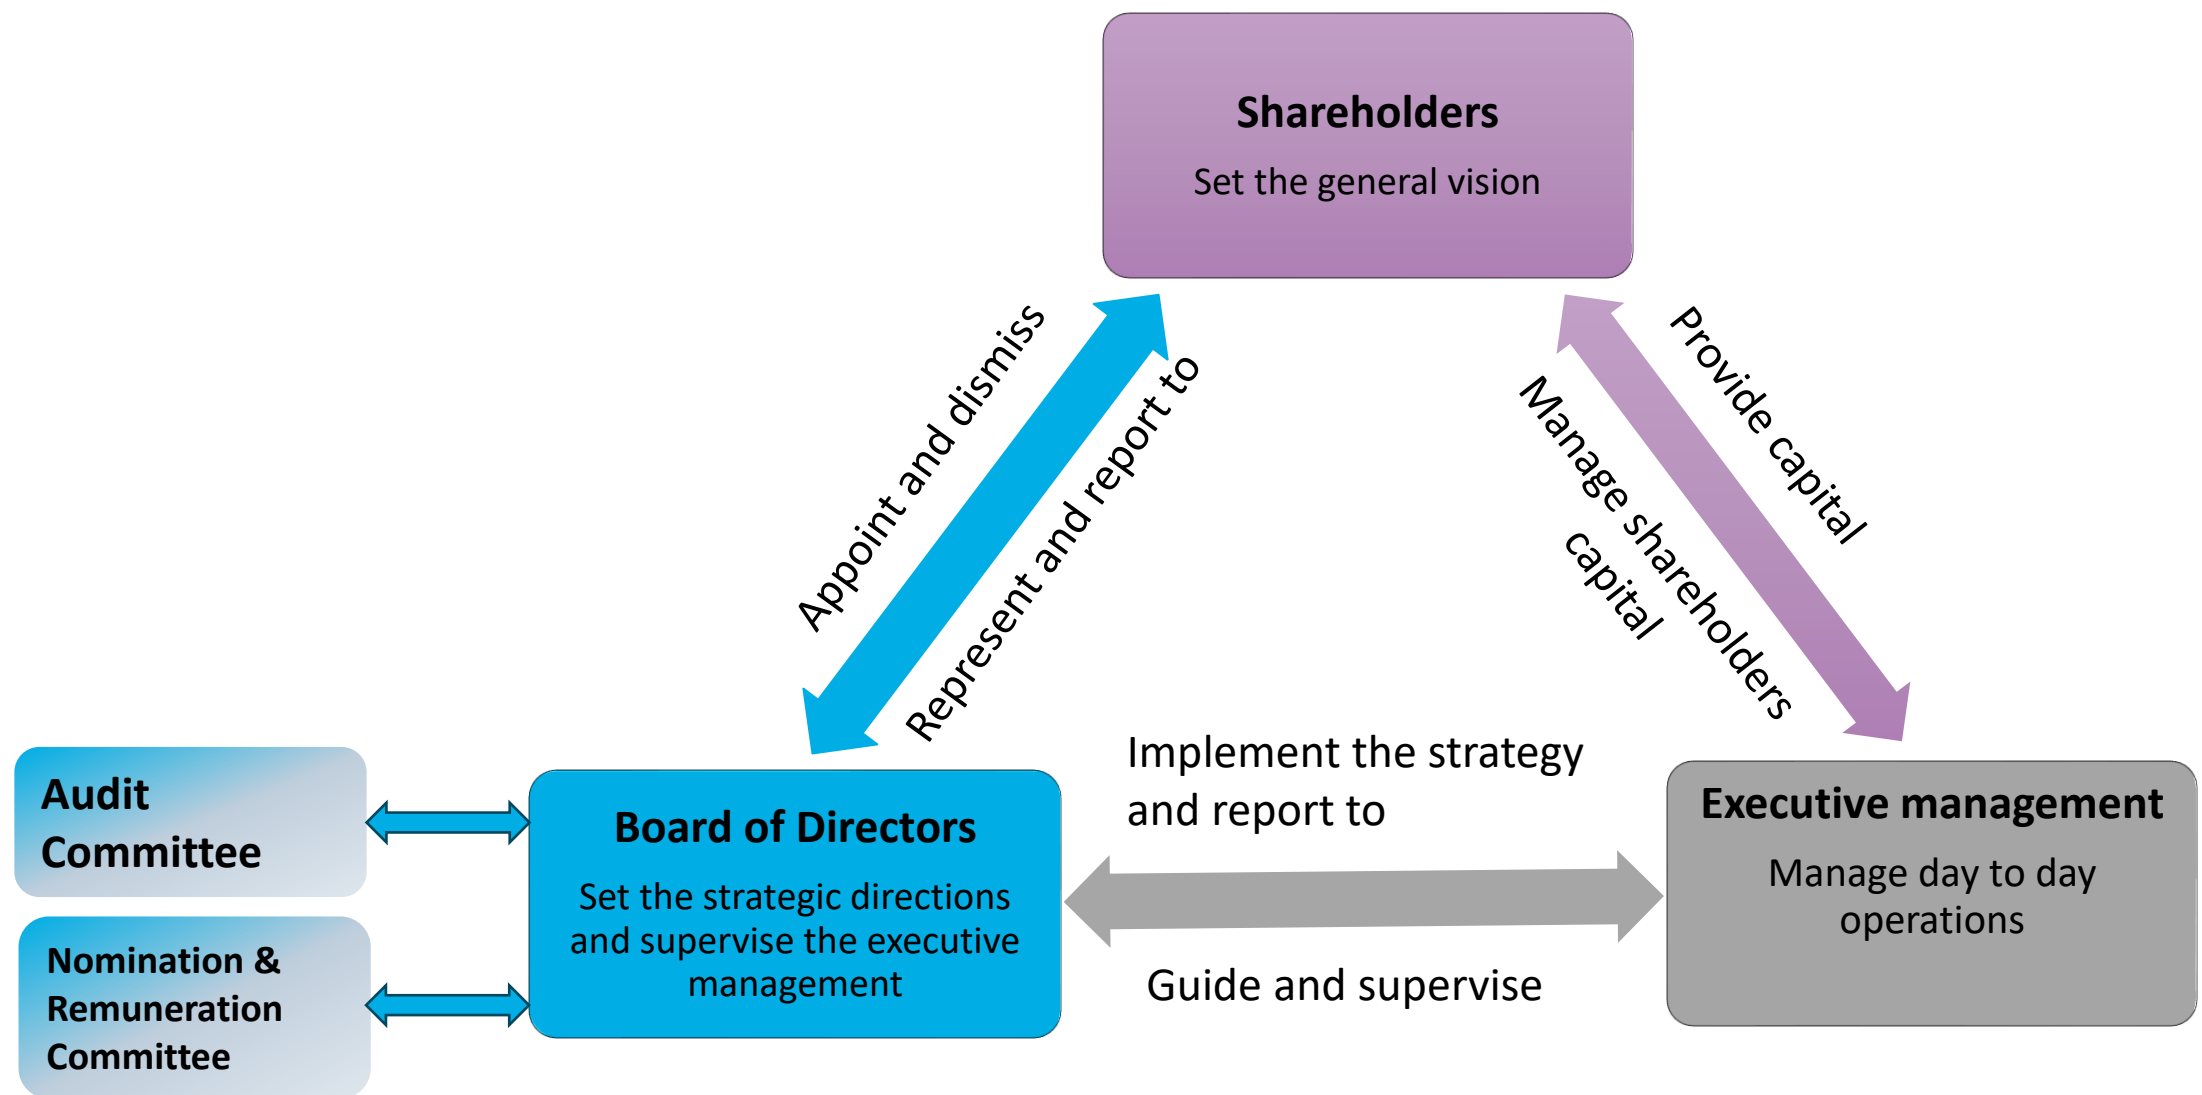 Shareholders
Set the general vision
Appoint and dismiss
Represent and report to
Provide capital
Manage shareholders
capital
Audit
Committee
Nomination &
Remuneration
Committee
Board of Directors
Set the strategic directions
and supervise the executive
management
Implement the strategy
and report to
Guide and supervise
Executive management
Manage day to day
operations